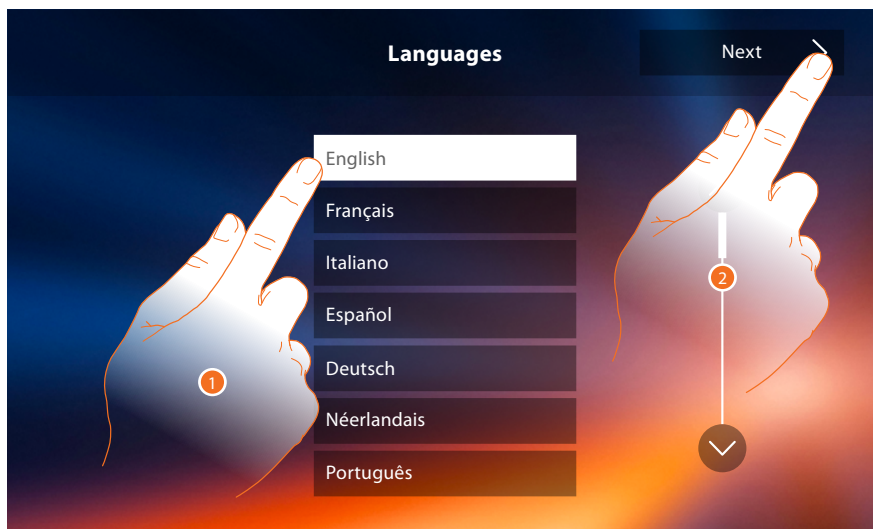 Languages
Next
English
Français
Italiano
Español
Deutsch
Néerlandais
Português
1
2